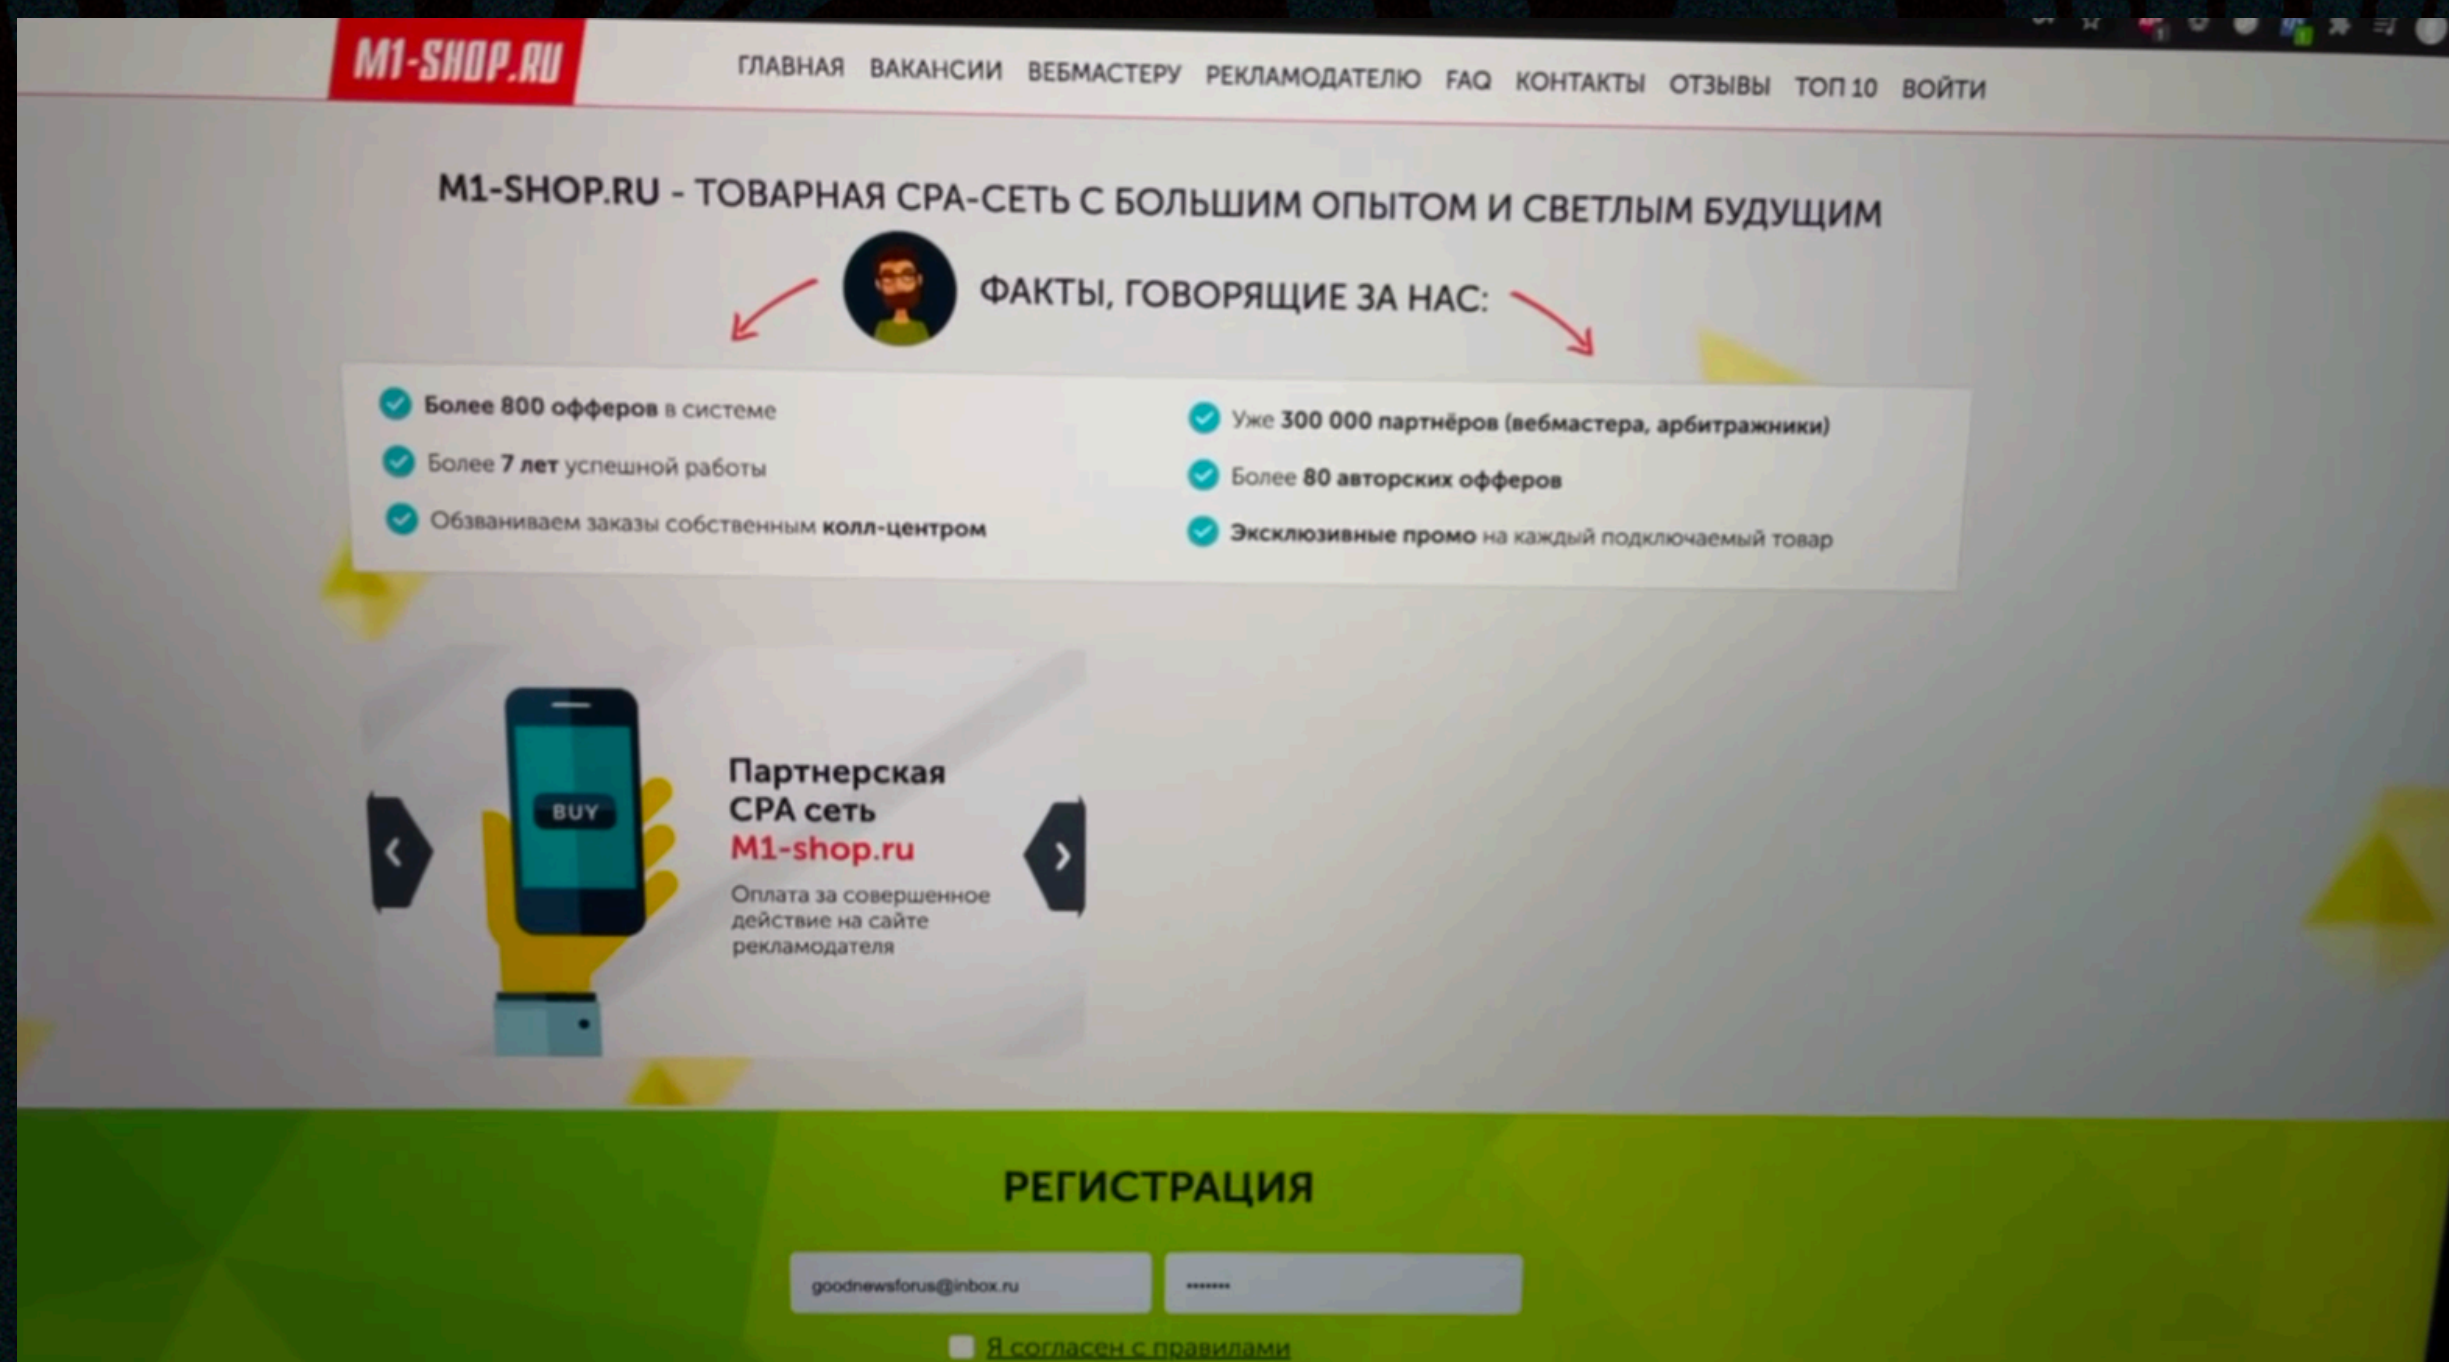 M1-SHOP.RU
ГЛАВНАЯ ВАКАНСИИ ВЕБМАСТЕРУ РЕКЛАМОДАТЕЛЮ FAQ КОНТАКТЫ ОТЗЫВЫ ТОП 10 ВОЙТИ
M1-SHOP.RU - ТОВАРНАЯ CPA-СЕТЬ С БОЛЬШИМ ОПЫТОМ И СВЕТЛЫМ БУДУЩИМ
ФАКТЫ, ГОВОРЯЩИЕ ЗА НАС:
Более 800 офферов в системе
Более 7 лет успешной работы
Обзваниваем заказы собственным колл-центром
Уже 300 000 партнёров (вебмастера, арбитражники)
Более 80 авторских офферов
Эксклюзивные промо на каждый подключаемый товар
BUY
Партнерская
CPA сеть
M1-shop.ru
Оплата за совершенное
действие на сайте
рекламодателя
РЕГИСТРАЦИЯ
goodnewsforus@inbox.ru
•••••••
Я согласен с правилами